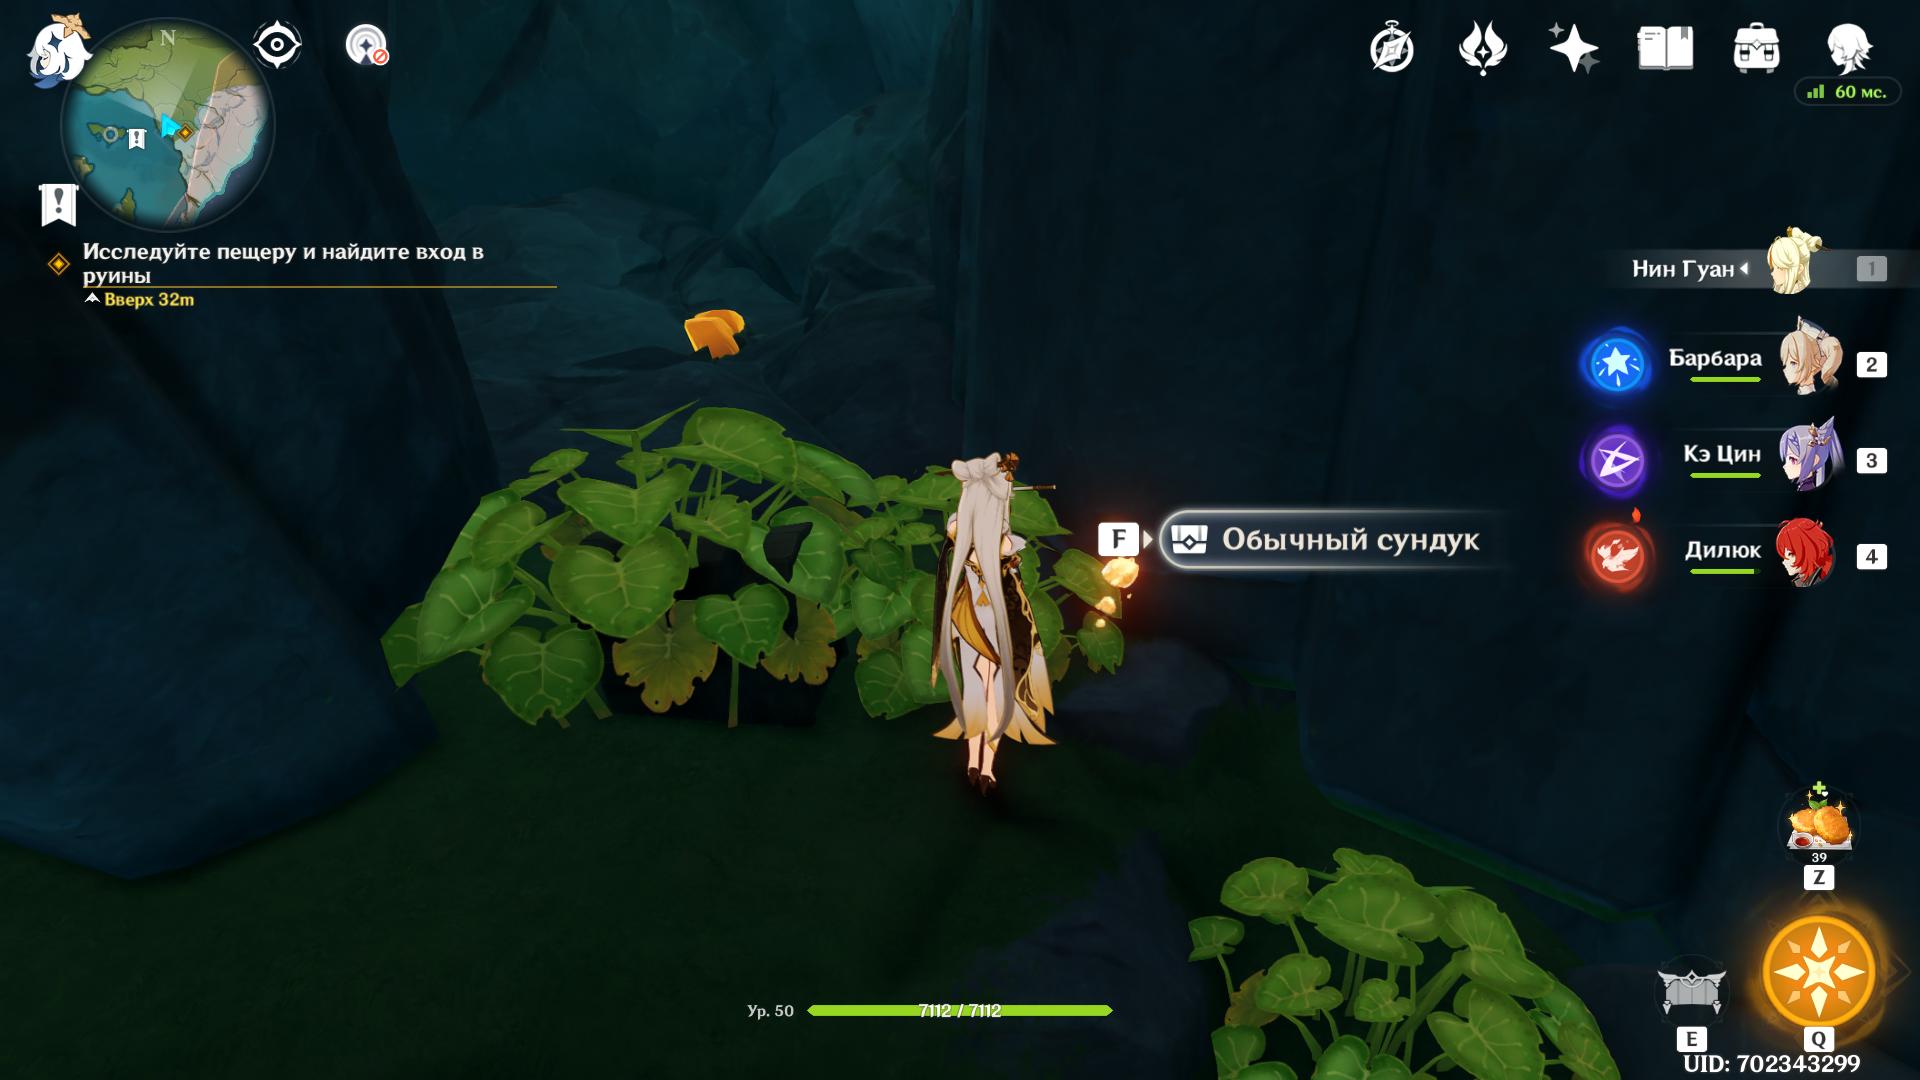 N
60 мс.
Исследуйте пещеру и найдите вход в
руины
Вверх 32m
Нин Гуан
1
Барбара
2
Кэ Цин
3
F
Обычный сундук
Дилюк
4
39
Z
Ур. 50
7112 / 7112
E
Q
UID: 702343299